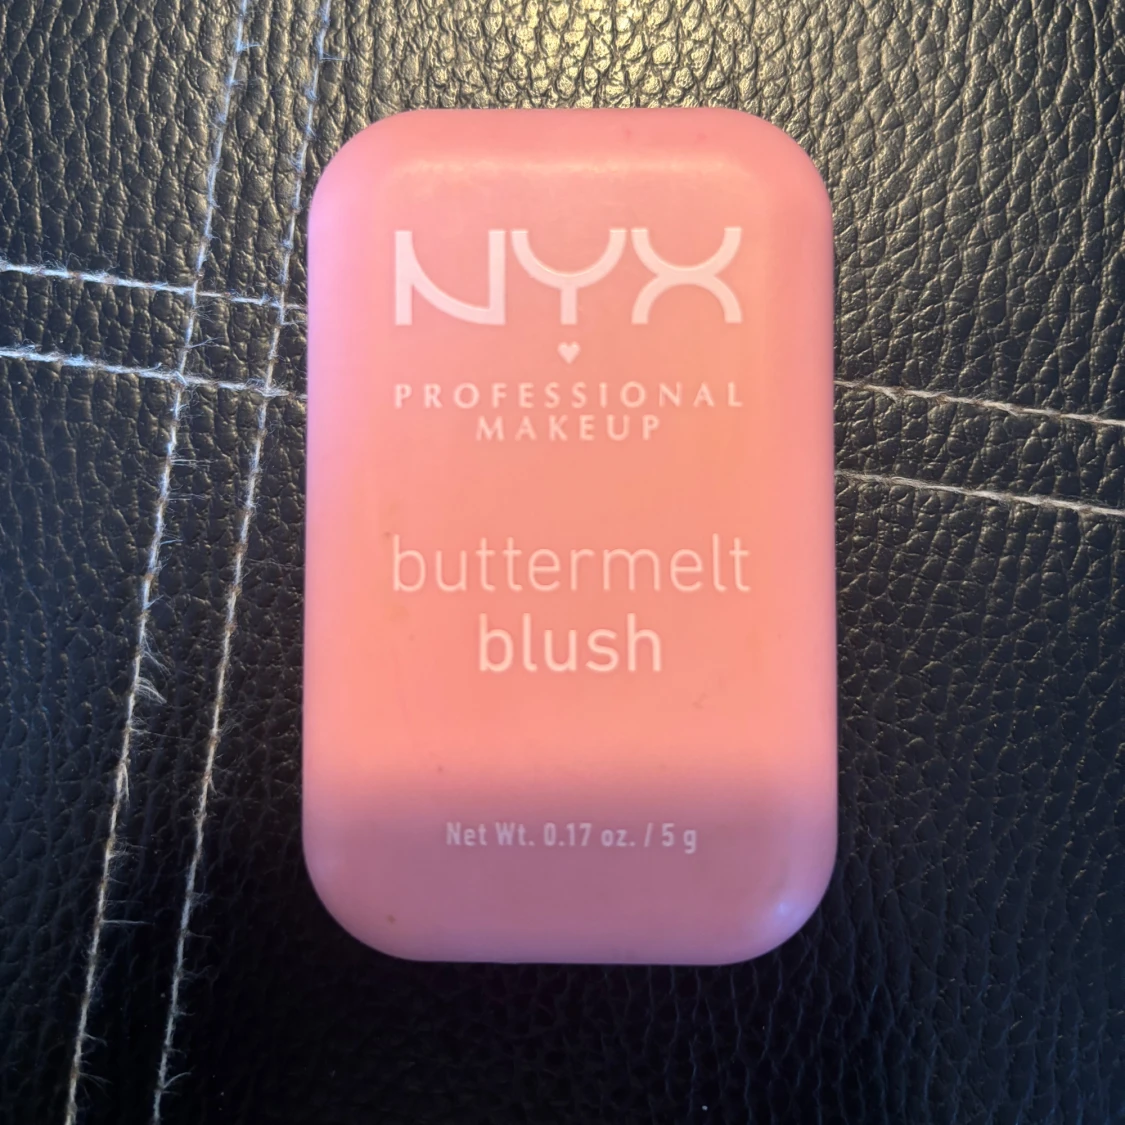 NYX
PROFESSIONAL
MAKEUP
buttermelt
blush
Net Wt. 0.17 oz. / 5 g